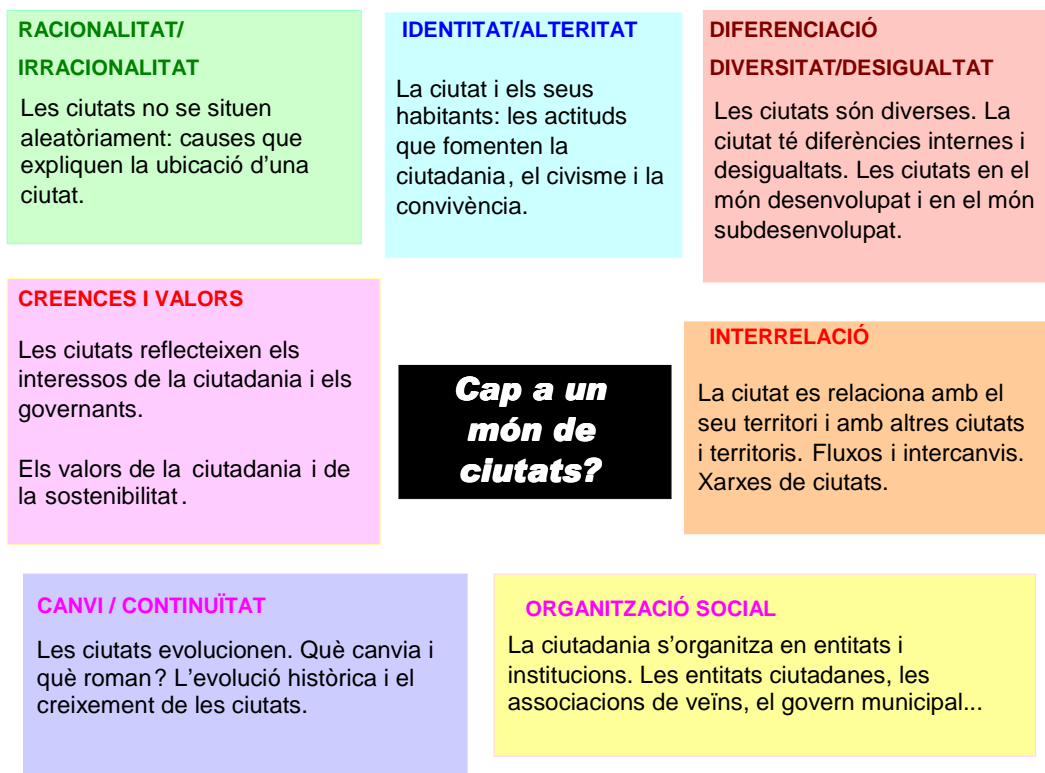 RACIONALITAT/
IRRACIONALITAT
Les ciutats no se situen
aleatòriament: causes que
expliquen la ubicació d'una
ciutat.
IDENTITAT/ALTERITAT
La ciutat i els seus
habitants: les actituds
que fomenten la
ciutadania, el civisme i la
convivència.
DIFERENCIACIÓ
DIVERSITAT/DESIGUALTAT
Les ciutats són diverses. La
ciutat té diferències internes i
desigualtats. Les ciutats en el
món desenvolupat i en el món
subdesenvolupat.
CREENCES I VALORS
Les ciutats reflecteixen els
interessos de la ciutadania i els
governants.
Els valors de la ciutadania i de
la sostenibilitat.
Cap a un
món de
ciutats?
INTERRELACIÓ
La ciutat es relaciona amb el
seu territori i amb altres ciutats
i territoris. Fluxos i intercanvis.
Xarxes de ciutats.
CANVI / CONTINUÏTAT
Les ciutats evolucionen. Què canvia i
què roman? L'evolució històrica i el
creixement de les ciutats.
ORGANITZACIÓ SOCIAL
La ciutadania s'organitza en entitats i
institucions. Les entitats ciutadanes, les
associacions de veïns, el govern municipal...